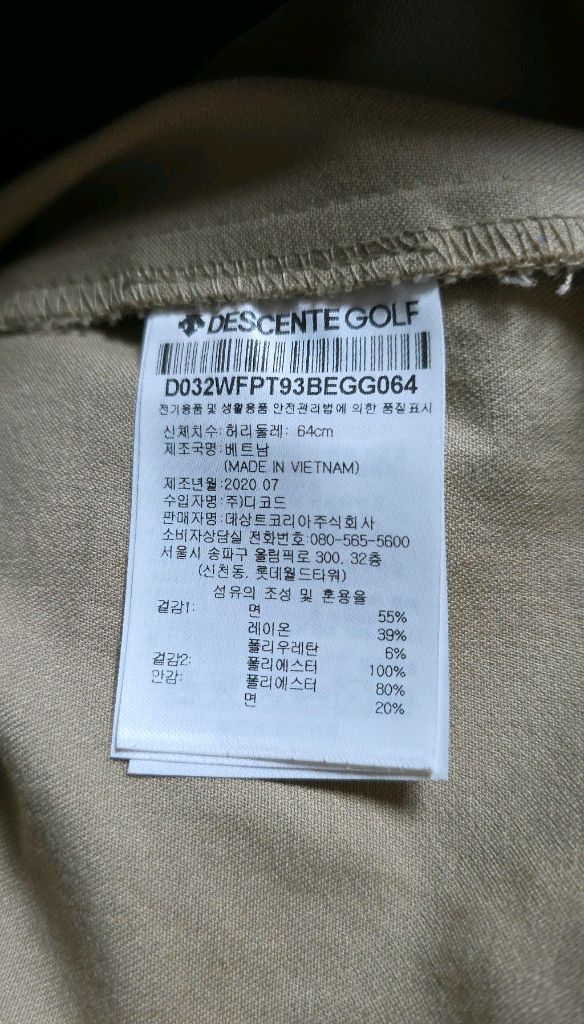 DESCENTE GOLF
D032WFPT93BEGG064
전기용품 및 생활용품 안전관리법에 의한 품질표시
신체치수:허리둘레: 64cm
제조국명:베트남
(MADE IN VIETNAM)
제조년월:2020.07
수입자명:주)디코드
판매자명:데상트코리아주식회사
소비자상담실 전화번호:080-565-5600
서울시 송파구 올림픽로 300, 32층
(신천동, 롯데월드타워)
섬유의 조성 및 혼용율
겉감1: 면 55%
레이온 39%
폴리우레탄 6%
겉감2: 폴리에스터 100%
안감: 폴리에스터 80%
면 20%